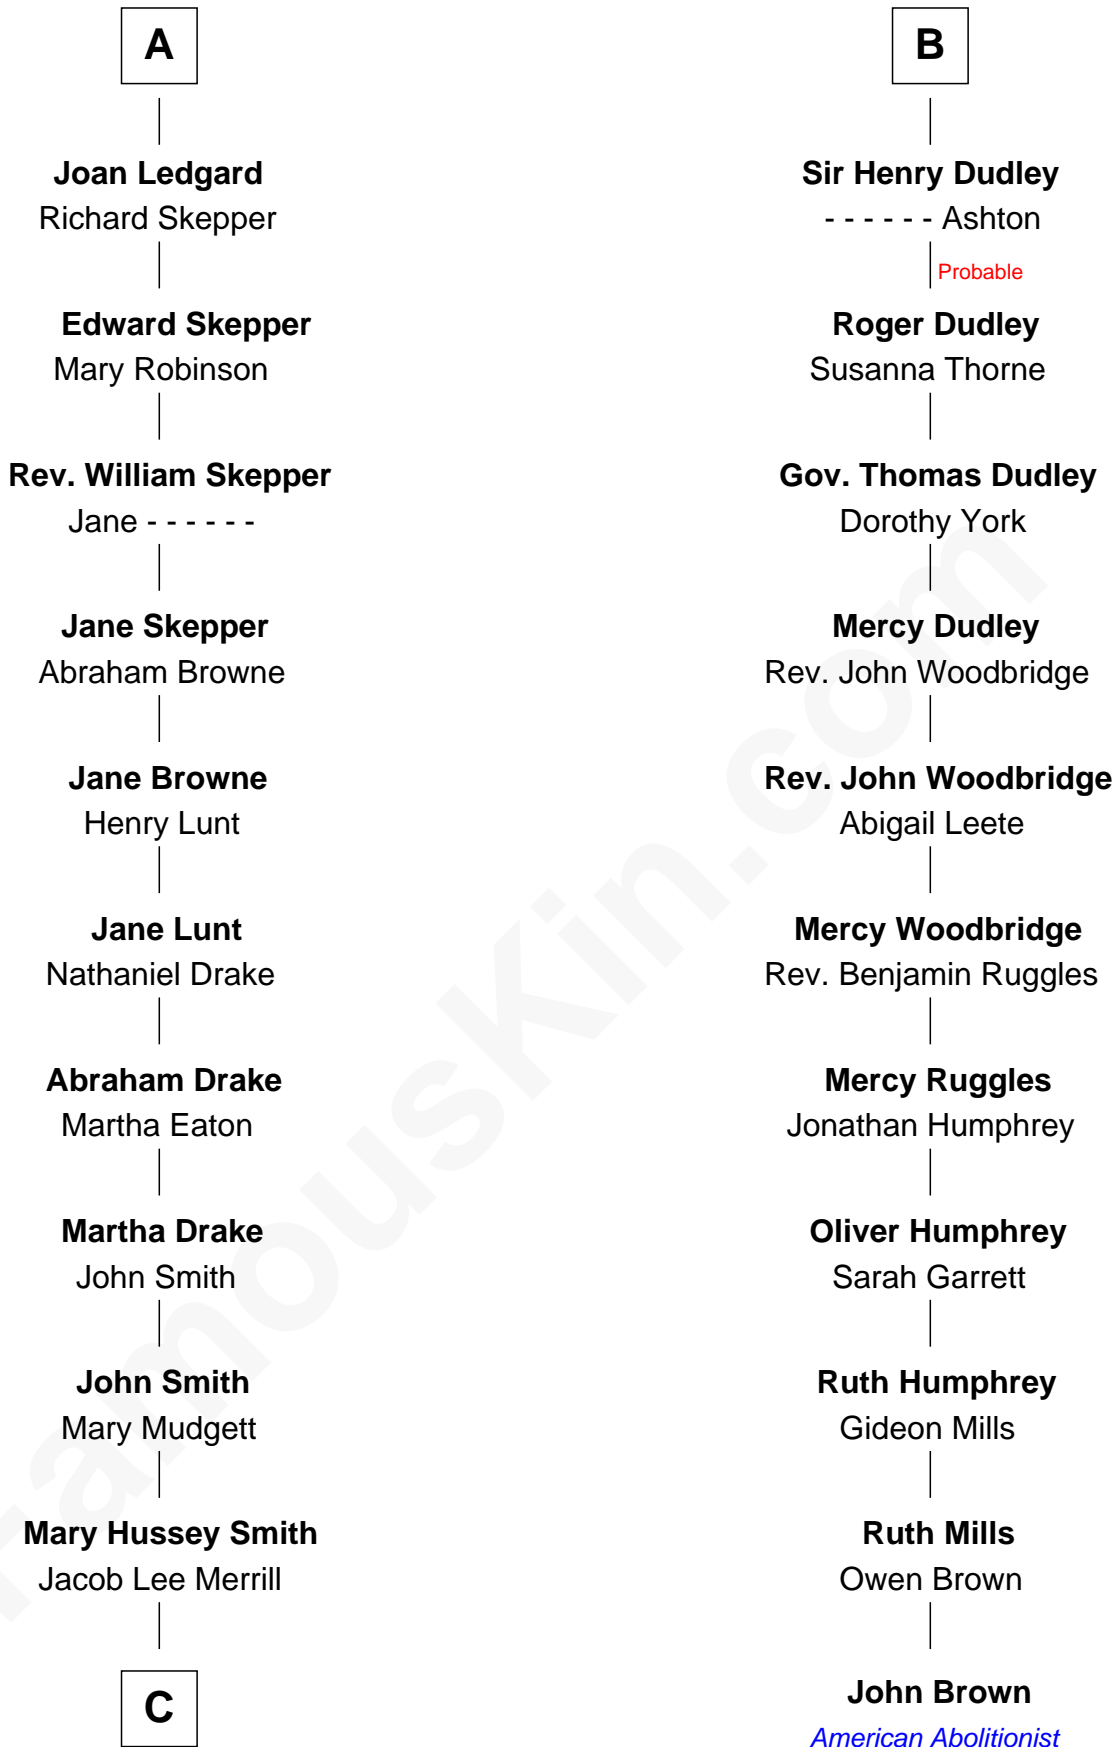 A
Joan Ledgard
Richard Skepper
Edward Skepper
Mary Robinson
Rev. William Skepper
Jane - - - - - -
Jane Skepper
Abraham Browne
Jane Browne
Henry Lunt
Jane Lunt
Nathaniel Drake
Abraham Drake
Martha Eaton
Martha Drake
John Smith
John Smith
Mary Mudgett
Mary Hussey Smith
Jacob Lee Merrill
C
B
Sir Henry Dudley
- - - - - - Ashton
Probable
Roger Dudley
Susanna Thorne
Gov. Thomas Dudley
Dorothy York
Mercy Dudley
Rev. John Woodbridge
Rev. John Woodbridge
Abigail Leete
Mercy Woodbridge
Rev. Benjamin Ruggles
Mercy Ruggles
Jonathan Humphrey
Oliver Humphrey
Sarah Garrett
Ruth Humphrey
Gideon Mills
Ruth Mills
Owen Brown
John Brown
American Abolitionist
FamousKin.com